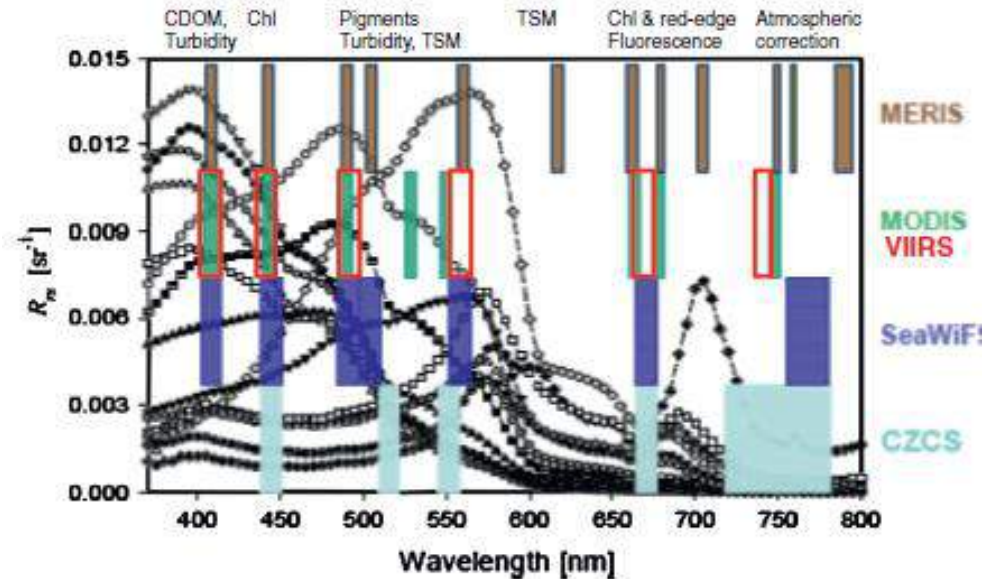 CDOM, Chl Pigments TSM Chl & red-edge Atmospheric
Turbidity Turbidity, TSM Fluorescence correction
0.015
MERIS
0.012
MODIS
0.009
VIIRS
R_rs [sr⁻¹]
0.006
SeaWiFS
0.003
CZCS
0.000
400 450 500 550 600 650 700 750 800
Wavelength [nm]